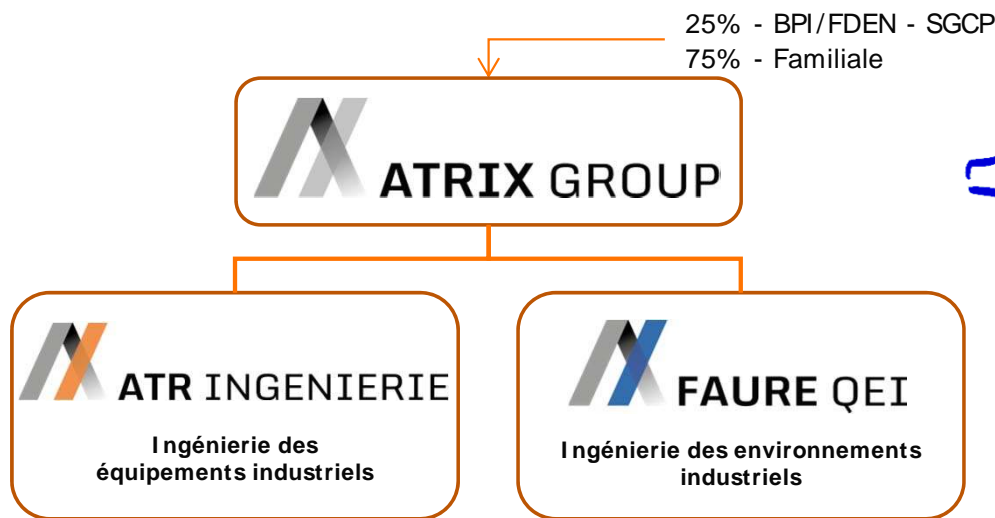 25% - BPI/FDEN - SGCP
75% - Familiale
ATRIX GROUP
ATR INGENIERIE
Ingénierie des
équipements industriels
FAURE QEI
Ingénierie des environnements
industriels